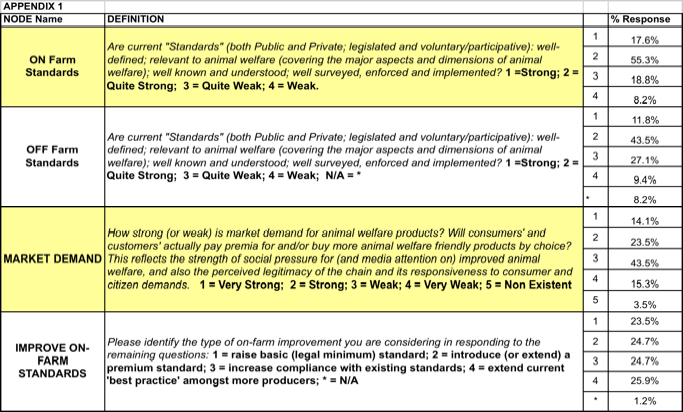 APPENDIX 1
NODE Name DEFINITION % Response
ON Farm
Standards
Are current "Standards" (both Public and Private; legislated and voluntary/participative): well-
defined; relevant to animal welfare (covering the major aspects and dimensions of animal
welfare); well known and understood; well surveyed, enforced and implemented? 1 =Strong; 2 =
Quite Strong; 3 = Quite Weak; 4 = Weak.
1 17.6%
2 55.3%
3 18.8%
4 8.2%
OFF Farm
Standards
Are current "Standards" (both Public and Private; legislated and voluntary/participative): well-
defined; relevant to animal welfare (covering the major aspects and dimensions of animal
welfare); well known and understood; well surveyed, enforced and implemented? 1 =Strong; 2 =
Quite Strong; 3 = Quite Weak; 4 = Weak; N/A = *
1 11.8%
2 43.5%
3 27.1%
4 9.4%
* 8.2%
MARKET DEMAND
How strong (or weak) is market demand for animal welfare products? Will consumers' and
customers' actually pay premia for and/or buy more animal welfare friendly products by choice?
This reflects the strength of social pressure for (and media attention on) improved animal
welfare, and also the perceived legitimacy of the chain and its responsiveness to consumer and
citizen demands. 1 = Very Strong; 2 = Strong; 3 = Weak; 4 = Very Weak; 5 = Non Existent
1 14.1%
2 23.5%
3 43.5%
4 15.3%
5 3.5%
IMPROVE ON-
FARM
STANDARDS
Please identify the type of on-farm improvement you are considering in responding to the
remaining questions: 1 = raise basic (legal minimum) standard; 2 = introduce (or extend) a
premium standard; 3 = increase compliance with existing standards; 4 = extend current
'best practice' amongst more producers; * = N/A
1 23.5%
2 24.7%
3 24.7%
4 25.9%
* 1.2%